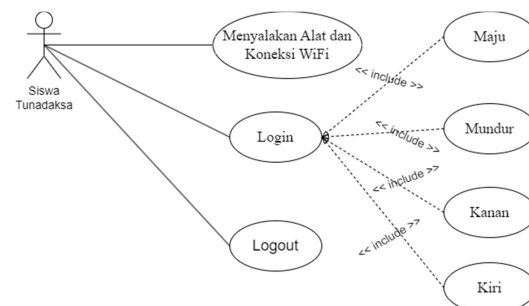 Menyalakan Alat dan
Koneksi WiFi
Maju
<< include >>
Siswa
Tunadaksa
Login
<< include >>
Mundur
<< include >>
Kanan
Logout
<< include >>
Kiri